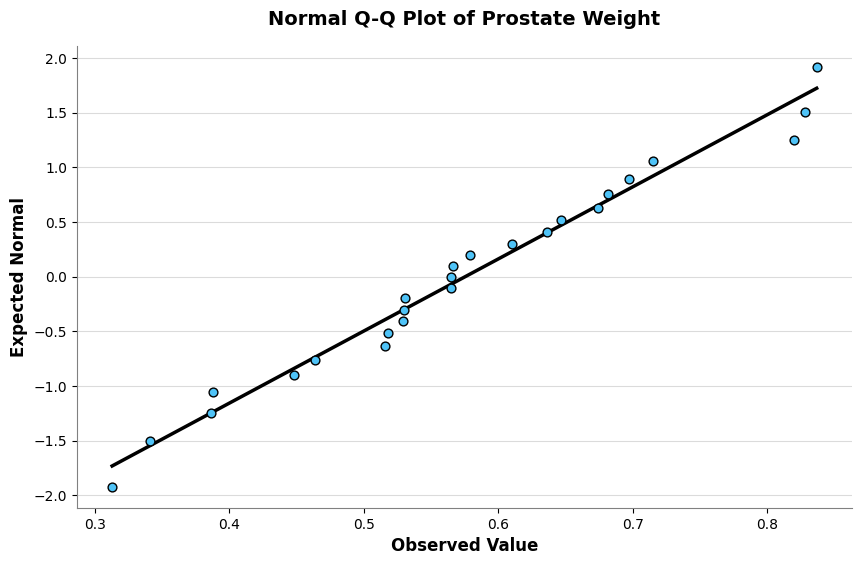 Normal Q-Q Plot of Prostate Weight
Expected Normal
2.0
1.5
1.0
0.5
0.0
−0.5
−1.0
−1.5
−2.0
0.3 0.4 0.5 0.6 0.7 0.8
Observed Value